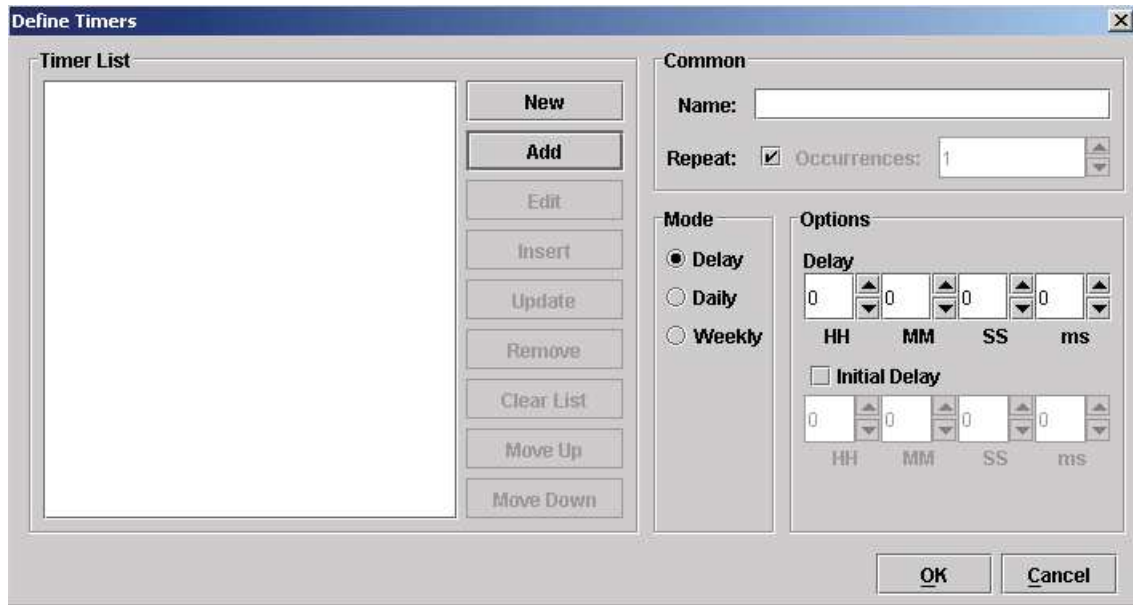 Define Timers
Timer List
New
Add
Edit
Insert
Update
Remove
Clear List
Move Up
Move Down
Common
Name:
Repeat: Occurrences: 1
Mode
Delay
Daily
Weekly
Options
Delay
0 0 0 0
HH MM SS ms
Initial Delay
0 0 0 0
HH MM SS ms
OK Cancel